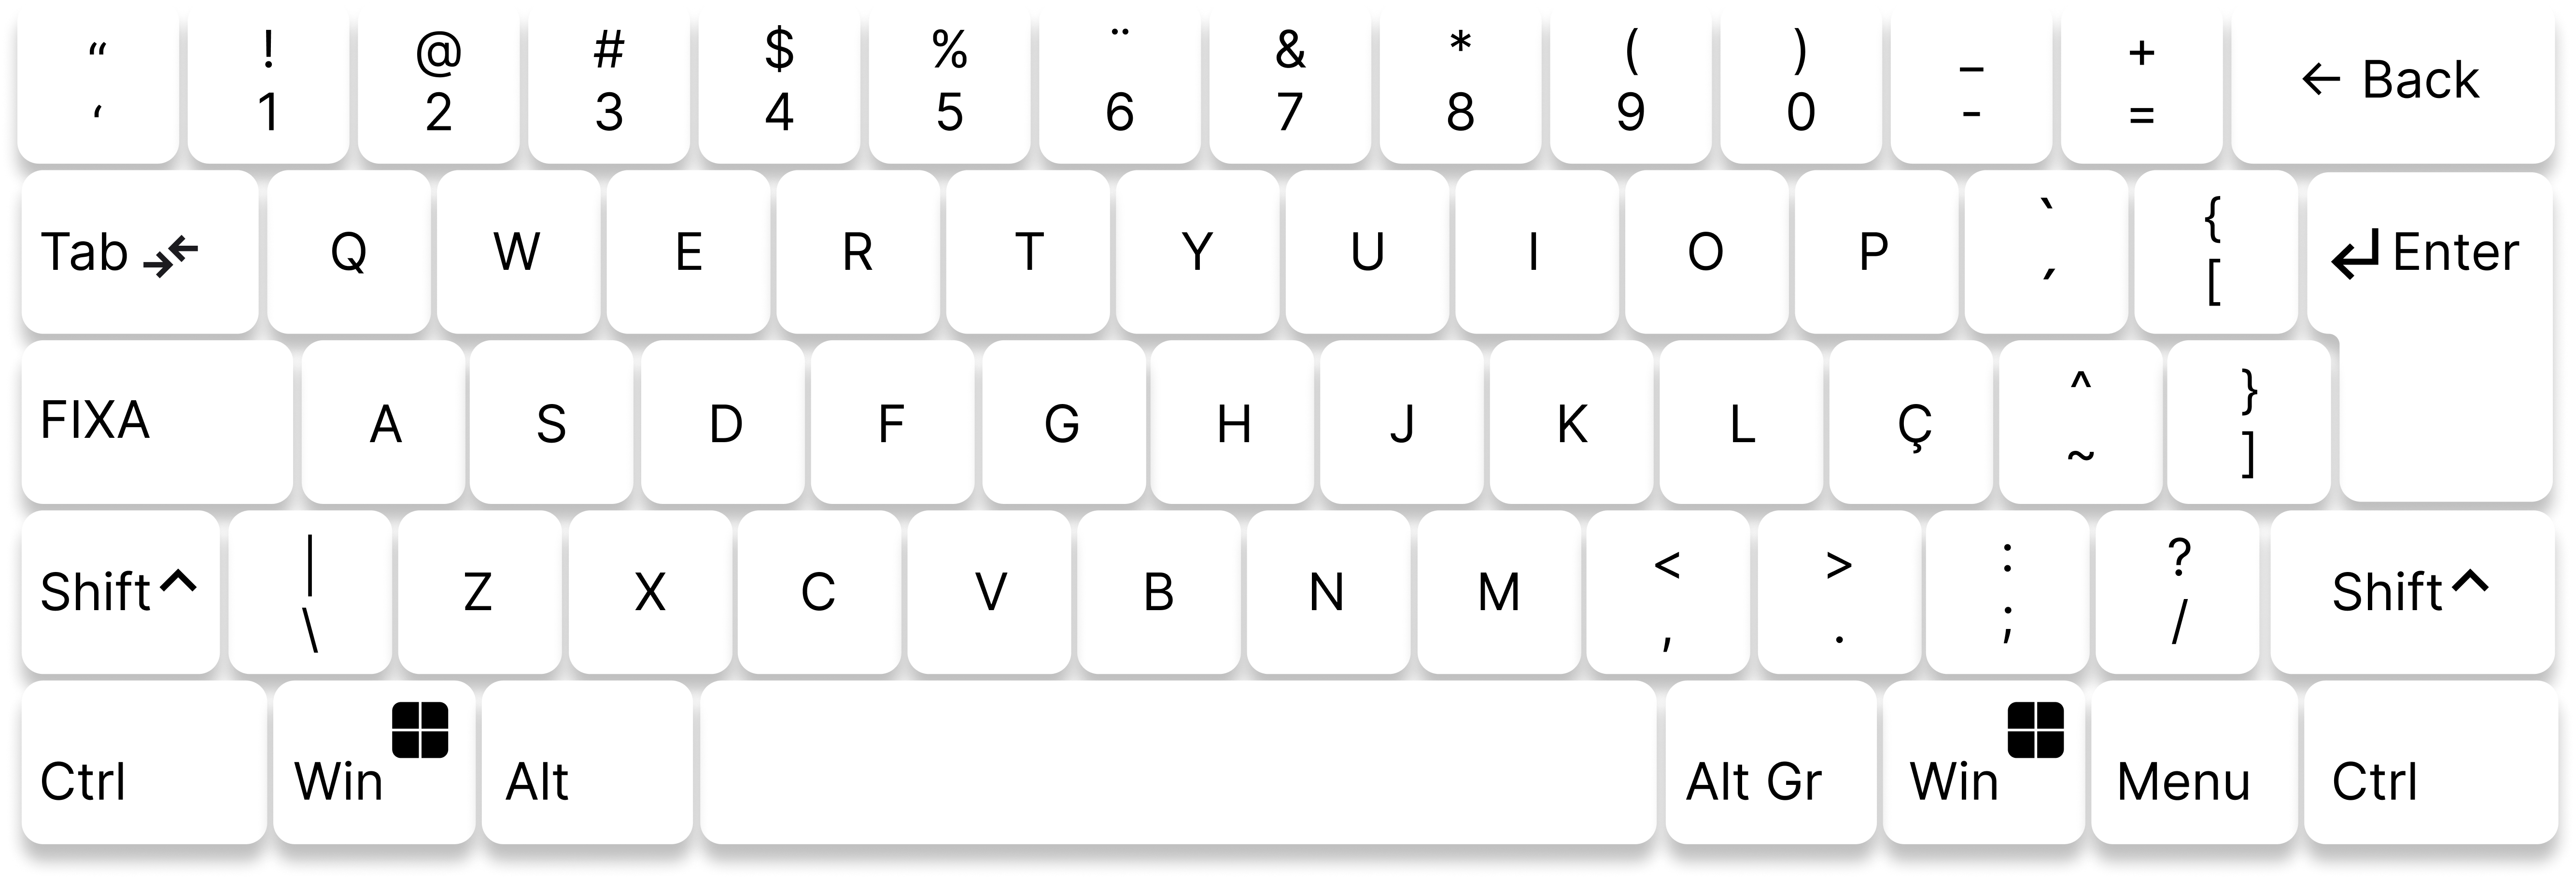 “ ! @ # $ % ¨ & * ( ) _ +
‘ 1 2 3 4 5 6 7 8 9 0 - = ← Back
Tab Q W E R T Y U I O P ` ´ { [ ↵ Enter
FIXA A S D F G H J K L Ç ^ ~ } ]
Shift ^ | \ Z X C V B N M < , > . : ; ? / Shift ^
Ctrl Win Alt Alt Gr Win Menu Ctrl